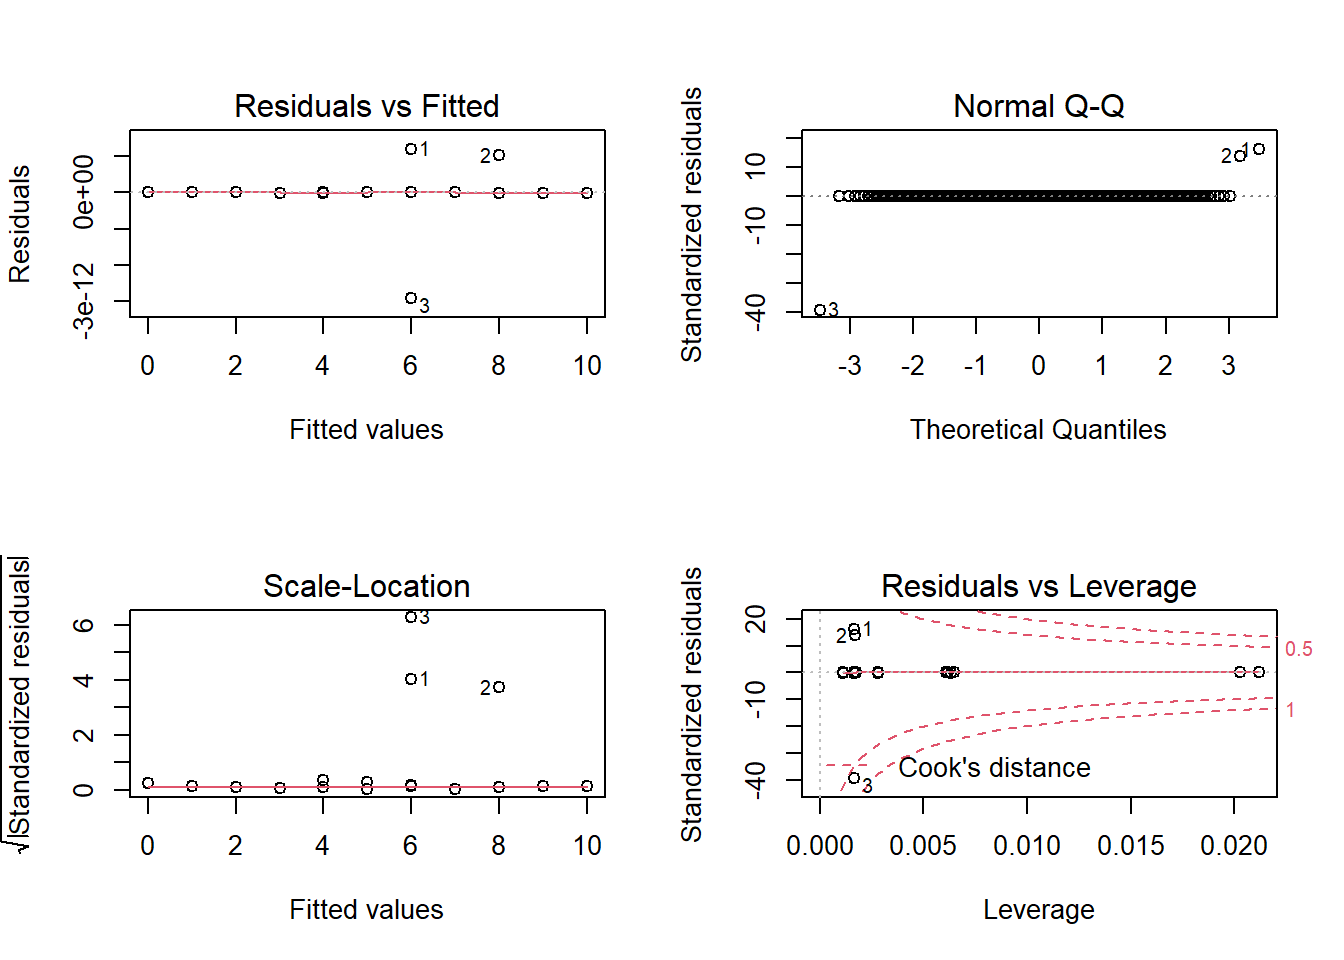 Residuals vs Fitted
Residuals
-3e-12 0e+00
1
2
3
0 2 4 6 8 10
Fitted values
Normal Q-Q
Standardized residuals
-40 -10 10
2 1
3
-3 -2 -1 0 1 2 3
Theoretical Quantiles
Scale-Location
√|Standardized residuals|
0 2 4 6
3
1
2
0 2 4 6 8 10
Fitted values
Residuals vs Leverage
Standardized residuals
-40 -10 20
2 1
0.5
1
Cook's distance
3
0.000 0.005 0.010 0.015 0.020
Leverage